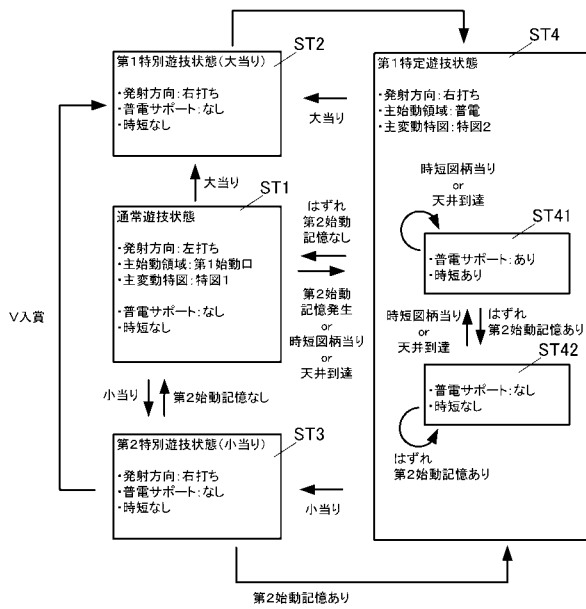 ST2
第1特別遊技状態(大当り)
・発射方向:右打ち
・普電サポート:なし
・時短なし
ST4
第1特定遊技状態
・発射方向:右打ち
・主始動領域:普電
・主変動特図:特図2
大当り
大当り
ST1
通常遊技状態
・発射方向:左打ち
・主始動領域:第1始動口
・主変動特図:特図1
・普電サポート:なし
・時短なし
はずれ
第2始動
記憶なし
第2始動
記憶発生
or
時短図柄当り
or
天井到達
時短図柄当り
or
天井到達
ST41
・普電サポート:あり
・時短あり
時短図柄当り
or
天井到達
はずれ
第2始動記憶あり
ST42
・普電サポート:なし
・時短なし
はずれ
第2始動記憶あり
V入賞
小当り
第2始動記憶なし
ST3
第2特別遊技状態(小当り)
・発射方向:右打ち
・普電サポート:なし
・時短なし
小当り
第2始動記憶あり